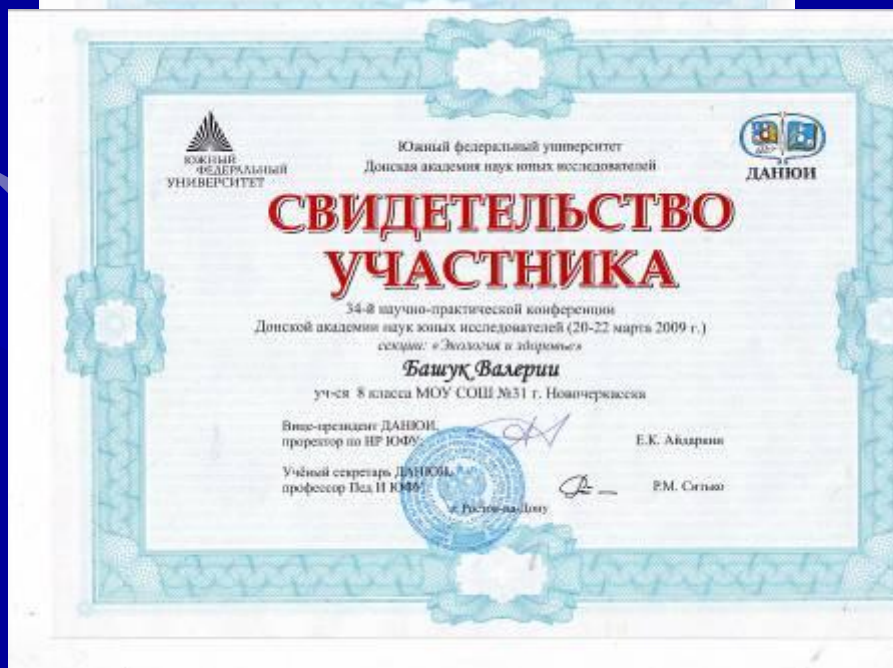 ЮЖНЫЙ
ФЕДЕРАЛЬНЫЙ
УНИВЕРСИТЕТ
Южный федеральный университет
Донская академия наук юных исследователей
ДАНЮИ
СВИДЕТЕЛЬСТВО
УЧАСТНИКА
34-й научно-практической конференции
Донской академии наук юных исследователей (20-22 марта 2009 г.)
секции: «Экология и здоровье»
Башук Валерии
уч-ся 8 класса МОУ СОШ №31 г. Новочеркасска
Вице-президент ДАНЮИ,
проректор по НР ЮФУ
Е.К. Айдаркин
Учёный секретарь ДАНЮИ,
профессор Пед И ЮФУ
Р.М. Ситько
г. Ростов-на-Дону